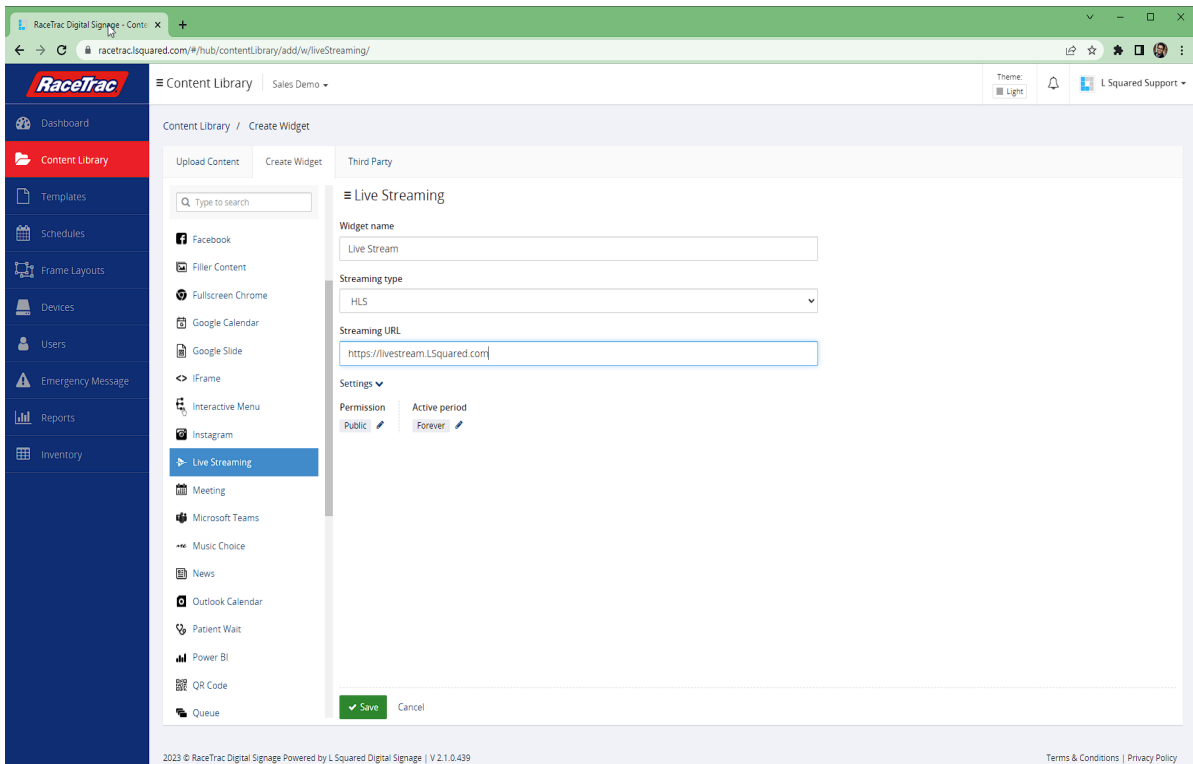 RaceTrac Digital Signage - Conte
racetrac.lsquared.com/#/hub/contentLibrary/add/w/liveStreaming/
RaceTrac
Content Library
Sales Demo
Theme:
Light
L Squared Support
Dashboard
Content Library
Templates
Schedules
Frame Layouts
Devices
Users
Emergency Message
Reports
Inventory
Content Library / Create Widget
Upload Content
Create Widget
Third Party
Type to search
Facebook
Filler Content
Fullscreen Chrome
Google Calendar
Google Slide
IFrame
Interactive Menu
Instagram
Live Streaming
Meeting
Microsoft Teams
Music Choice
News
Outlook Calendar
Patient Wait
Power BI
QR Code
Queue
Live Streaming
Widget name
Live Stream
Streaming type
HLS
Streaming URL
https://livestream.LSquared.com
Settings
Permission
Active period
Public
Forever
Save
Cancel
2023 © RaceTrac Digital Signage Powered by L Squared Digital Signage | V 2.1.0.439
Terms & Conditions | Privacy Policy